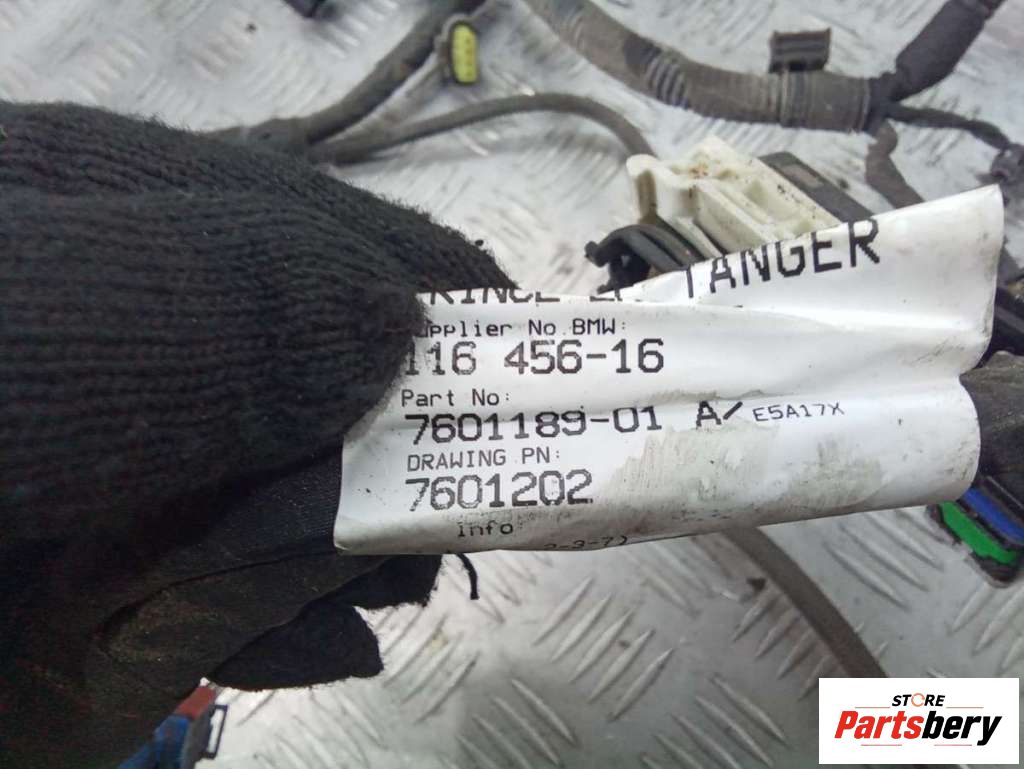 TANGER
Supplier No.BMW:
116 456-16
Part No:
7601189-01 A/ E5A17X
DRAWING PN:
7601202
Info
STORE
Partsbery